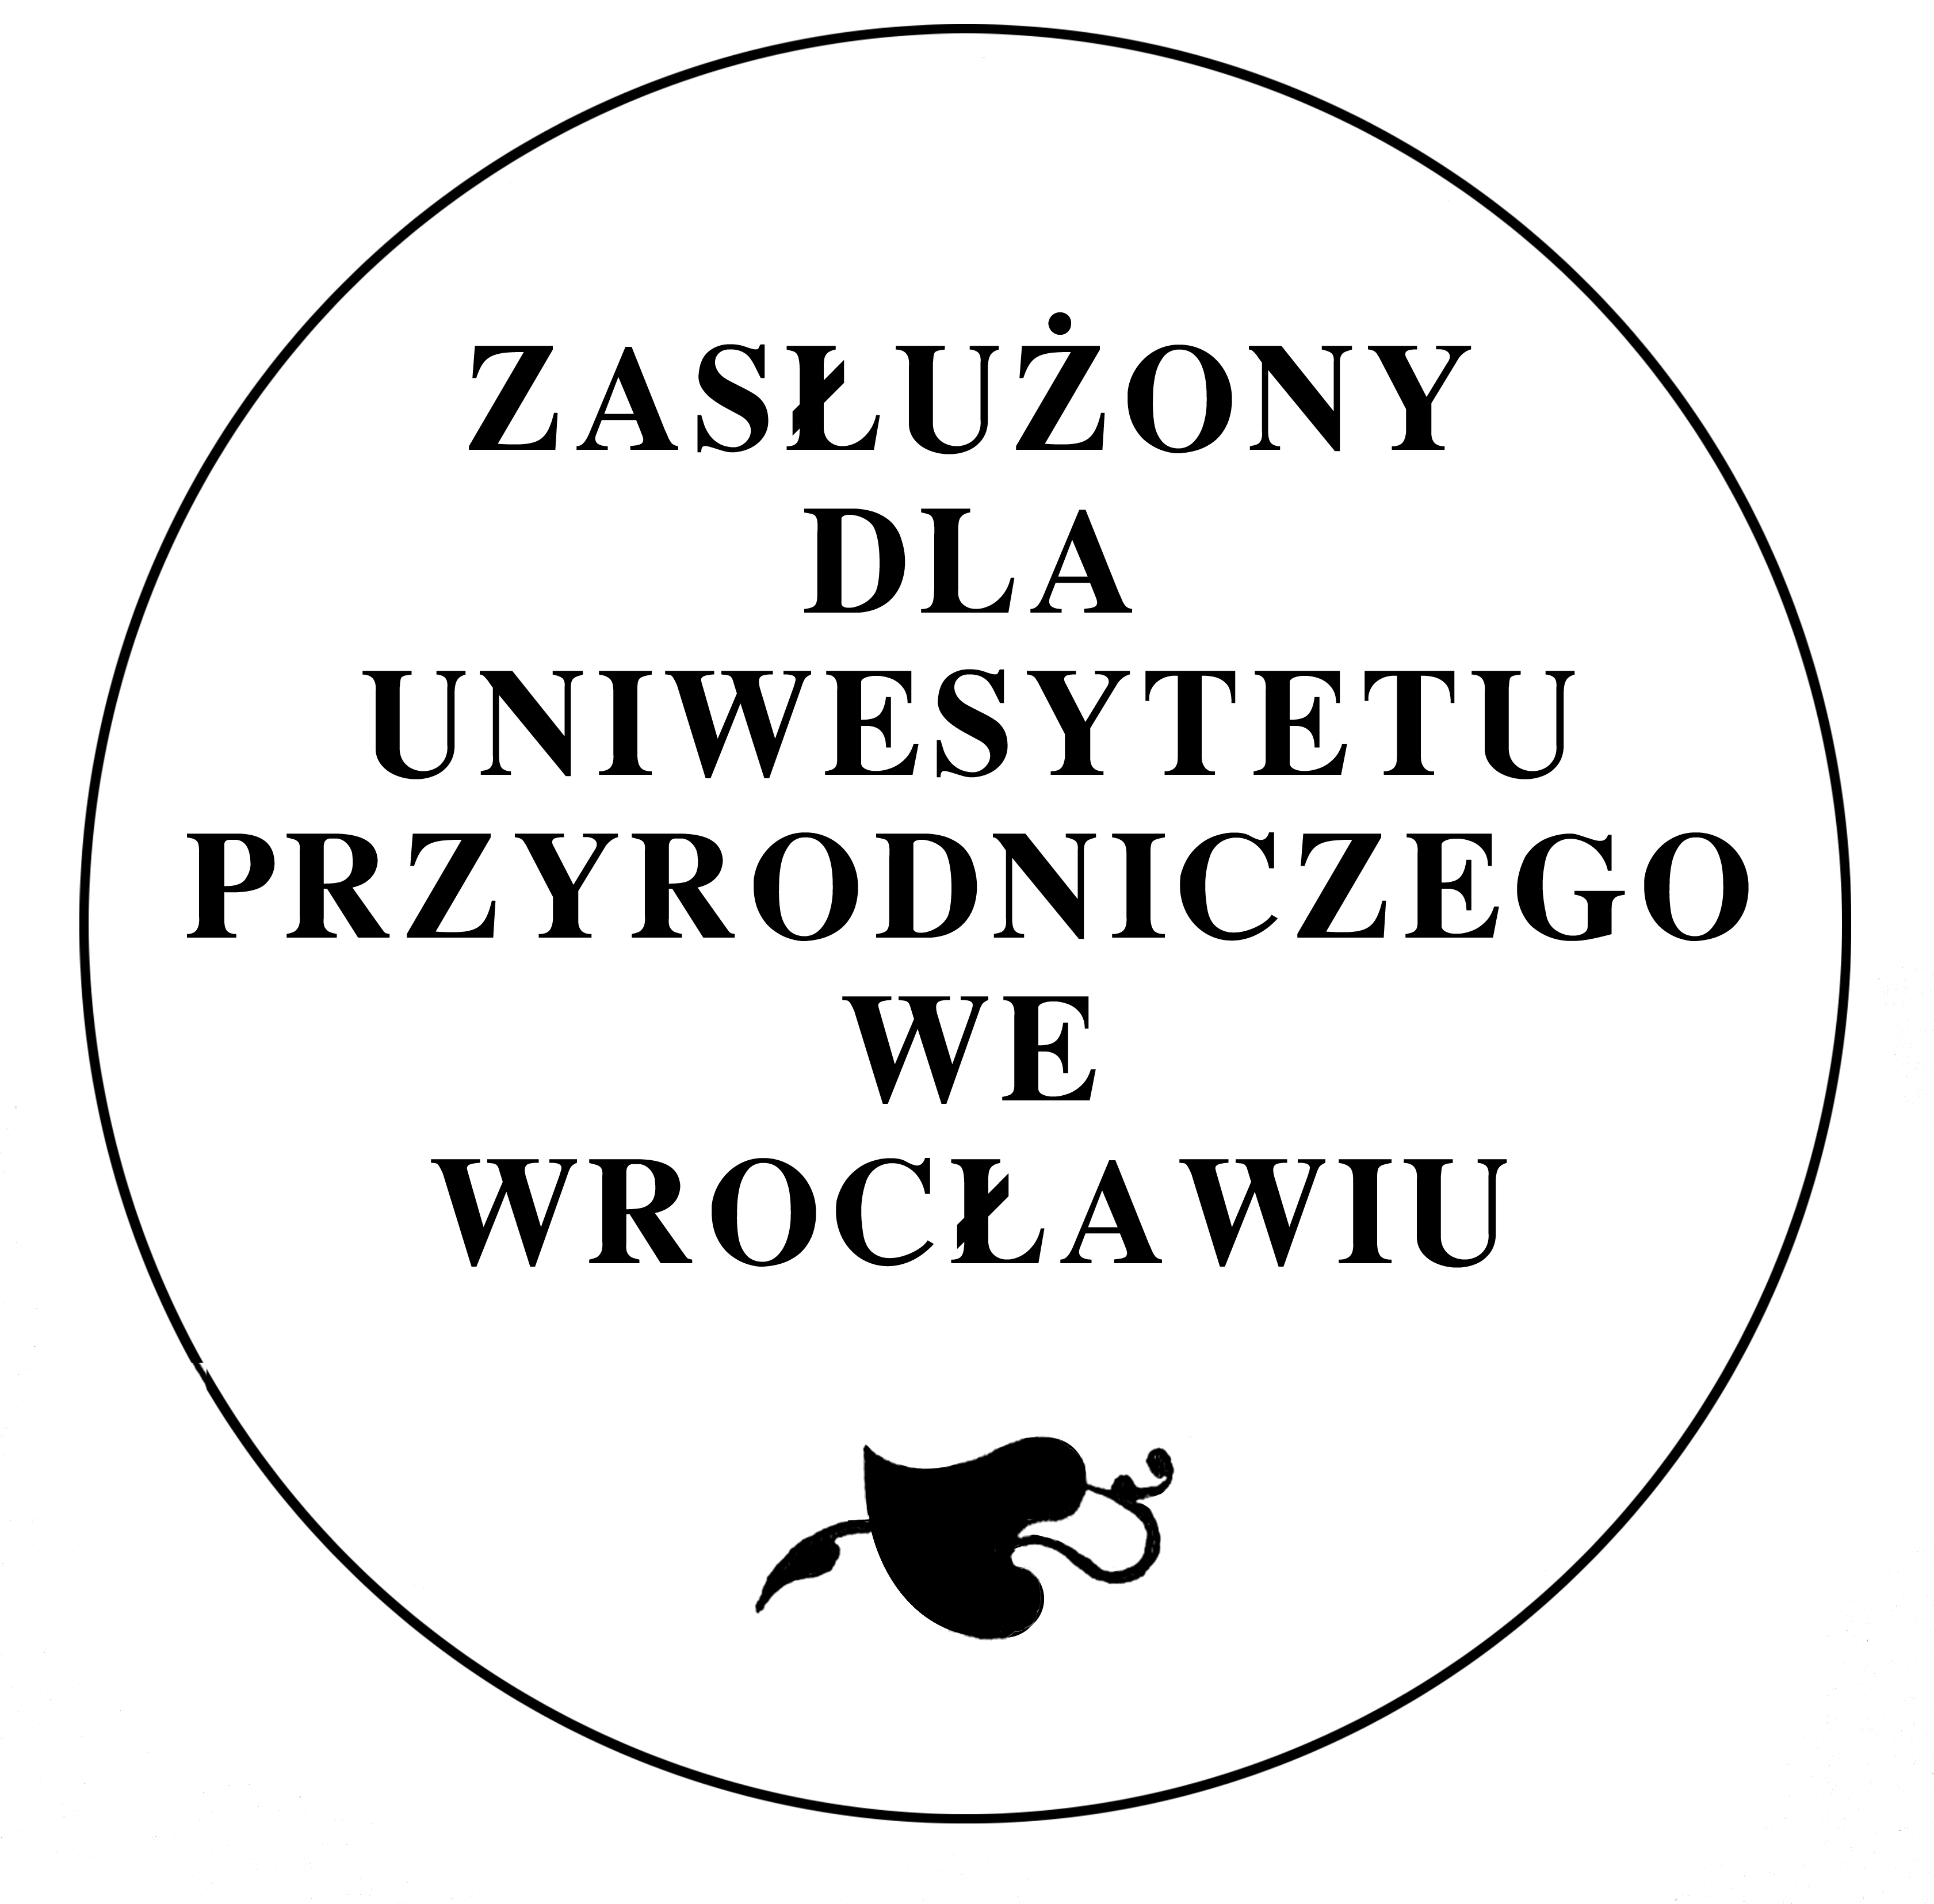 ZASŁUŻONY
DLA
UNIWESYTETU
PRZYRODNICZEGO
WE
WROCŁAWIU